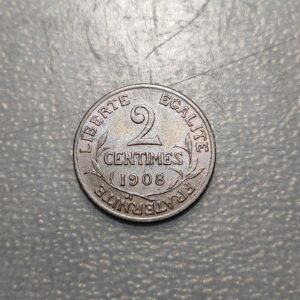 LIBERTE EGALITE
2
CENTIMES
1908
FRATERNITE